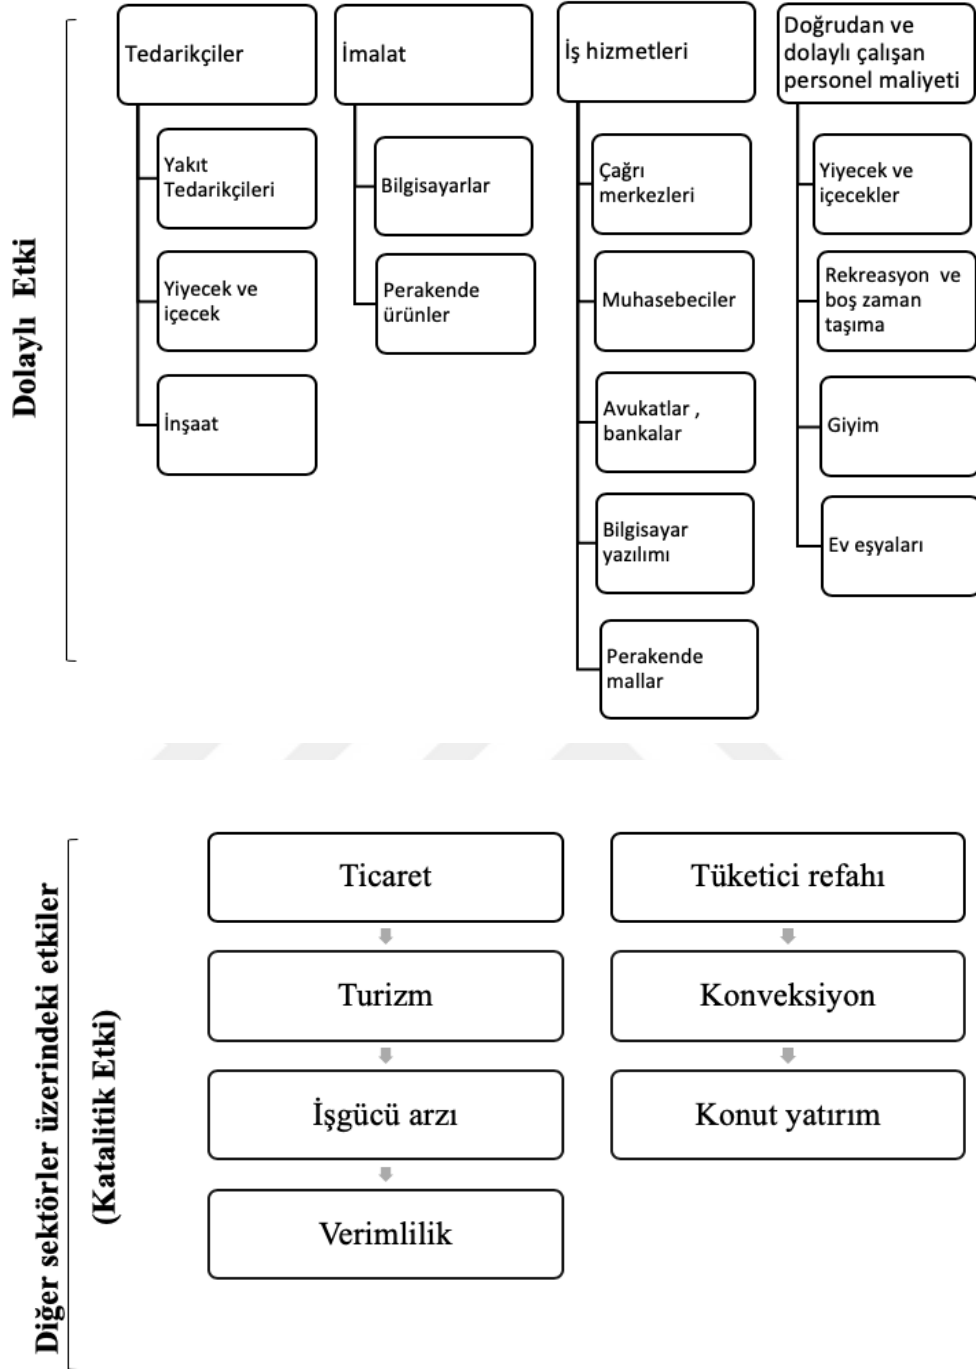 Dolaylı Etki
Tedarikçiler
Yakıt
Tedarikçileri
Yiyecek ve
içecek
İnşaat
İmalat
Bilgisayarlar
Perakende
ürünler
İş hizmetleri
Çağrı
merkezleri
Muhasebeciler
Avukatlar ,
bankalar
Bilgisayar
yazılımı
Perakende
mallar
Doğrudan ve
dolaylı çalışan
personel maliyeti
Yiyecek ve
içecekler
Rekreasyon ve
boş zaman
taşıma
Giyim
Ev eşyaları
Diğer sektörler üzerindeki etkiler
(Katalitik Etki)
Ticaret
Turizm
İşgücü arzı
Verimlilik
Tüketici refahı
Konveksiyon
Konut yatırım